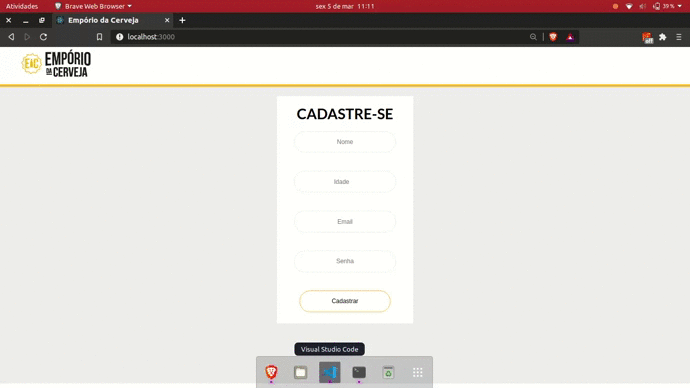 Atividades Brave Web Browser sex 5 de mar 11:11 39 %
Empório da Cerveja
localhost:3000 off
E C EMPÓRIO
DA CERVEJA
CADASTRE-SE
Nome
Idade
Email
Senha
Cadastrar
Visual Studio Code